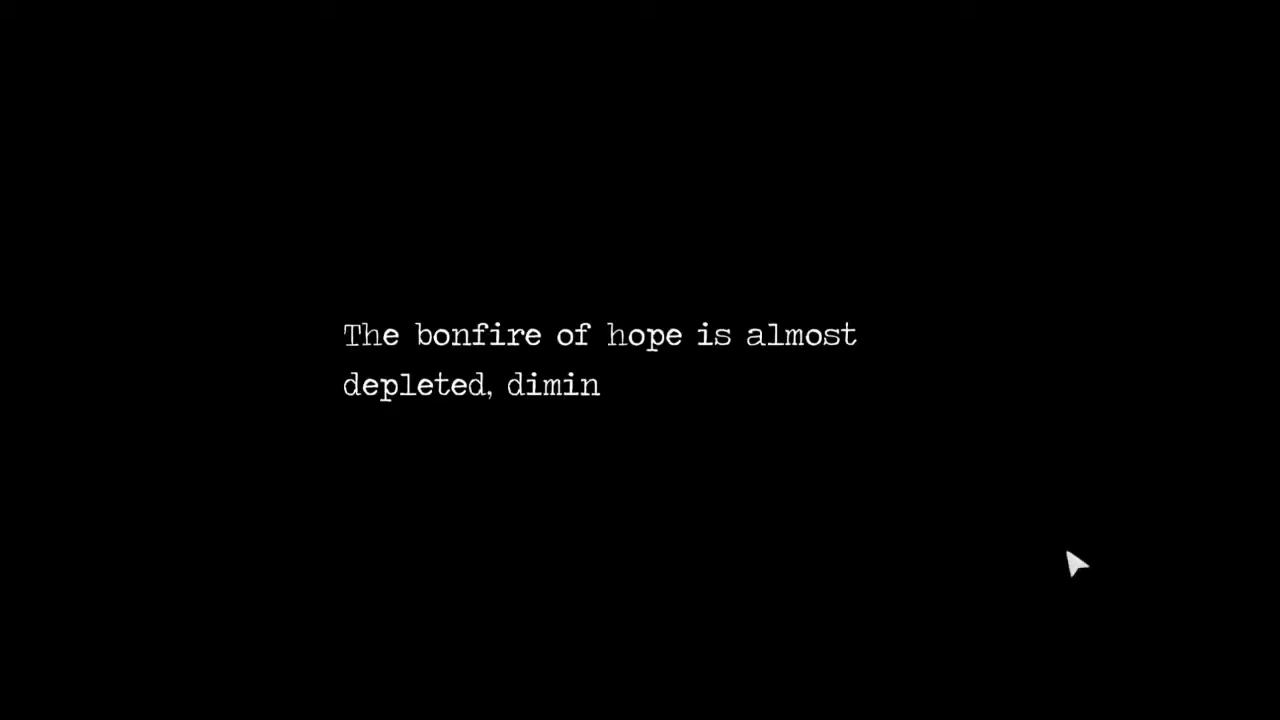 The bonfire of hope is almost
depleted, dimin